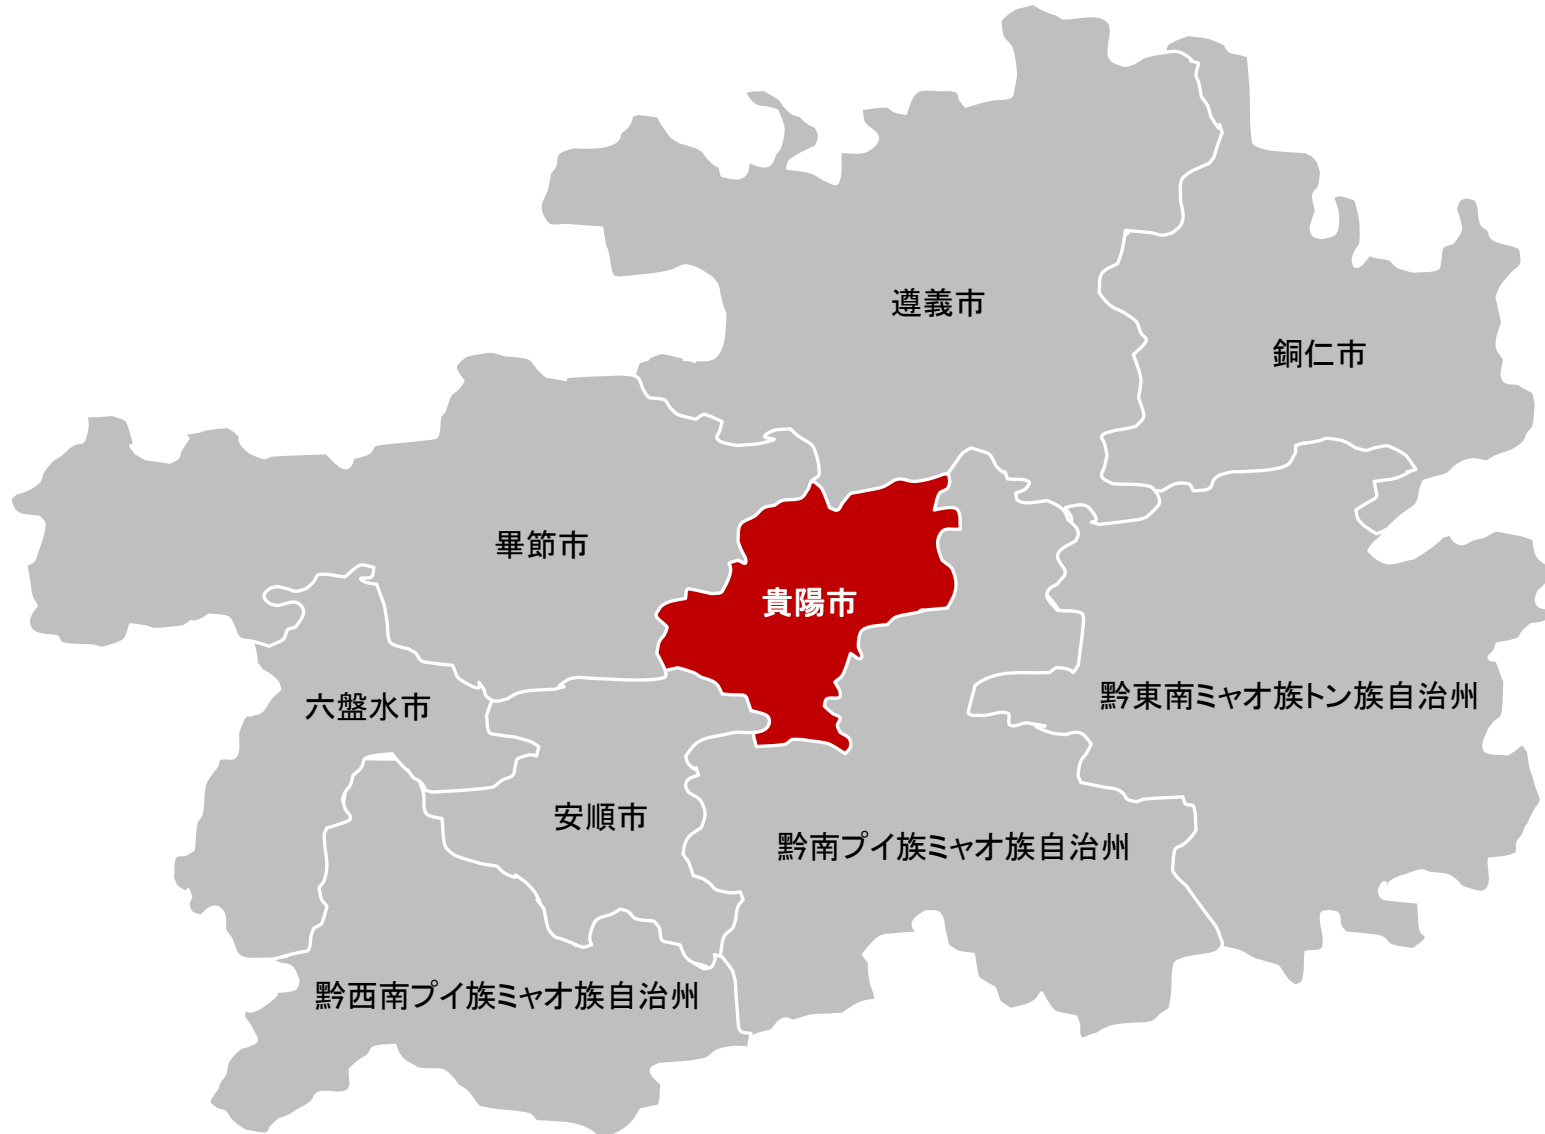 遵義市
銅仁市
畢節市
貴陽市
黔東南ミャオ族トン族自治州
六盤水市
安順市
黔南プイ族ミャオ族自治州
黔西南プイ族ミャオ族自治州